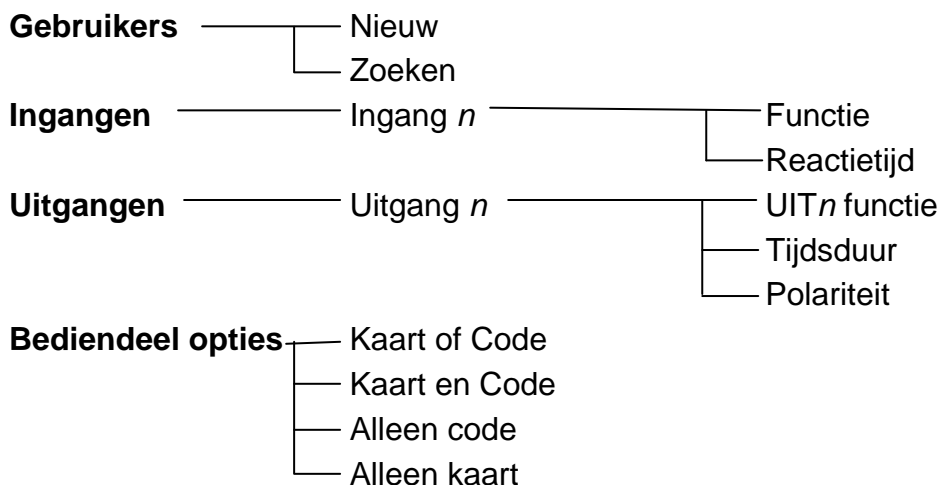 Gebruikers Nieuw
Zoeken
Ingangen Ingang n Functie
Reactietijd
Uitgangen Uitgang n UITn functie
Tijdsduur
Polariteit
Bediendeel opties Kaart of Code
Kaart en Code
Alleen code
Alleen kaart